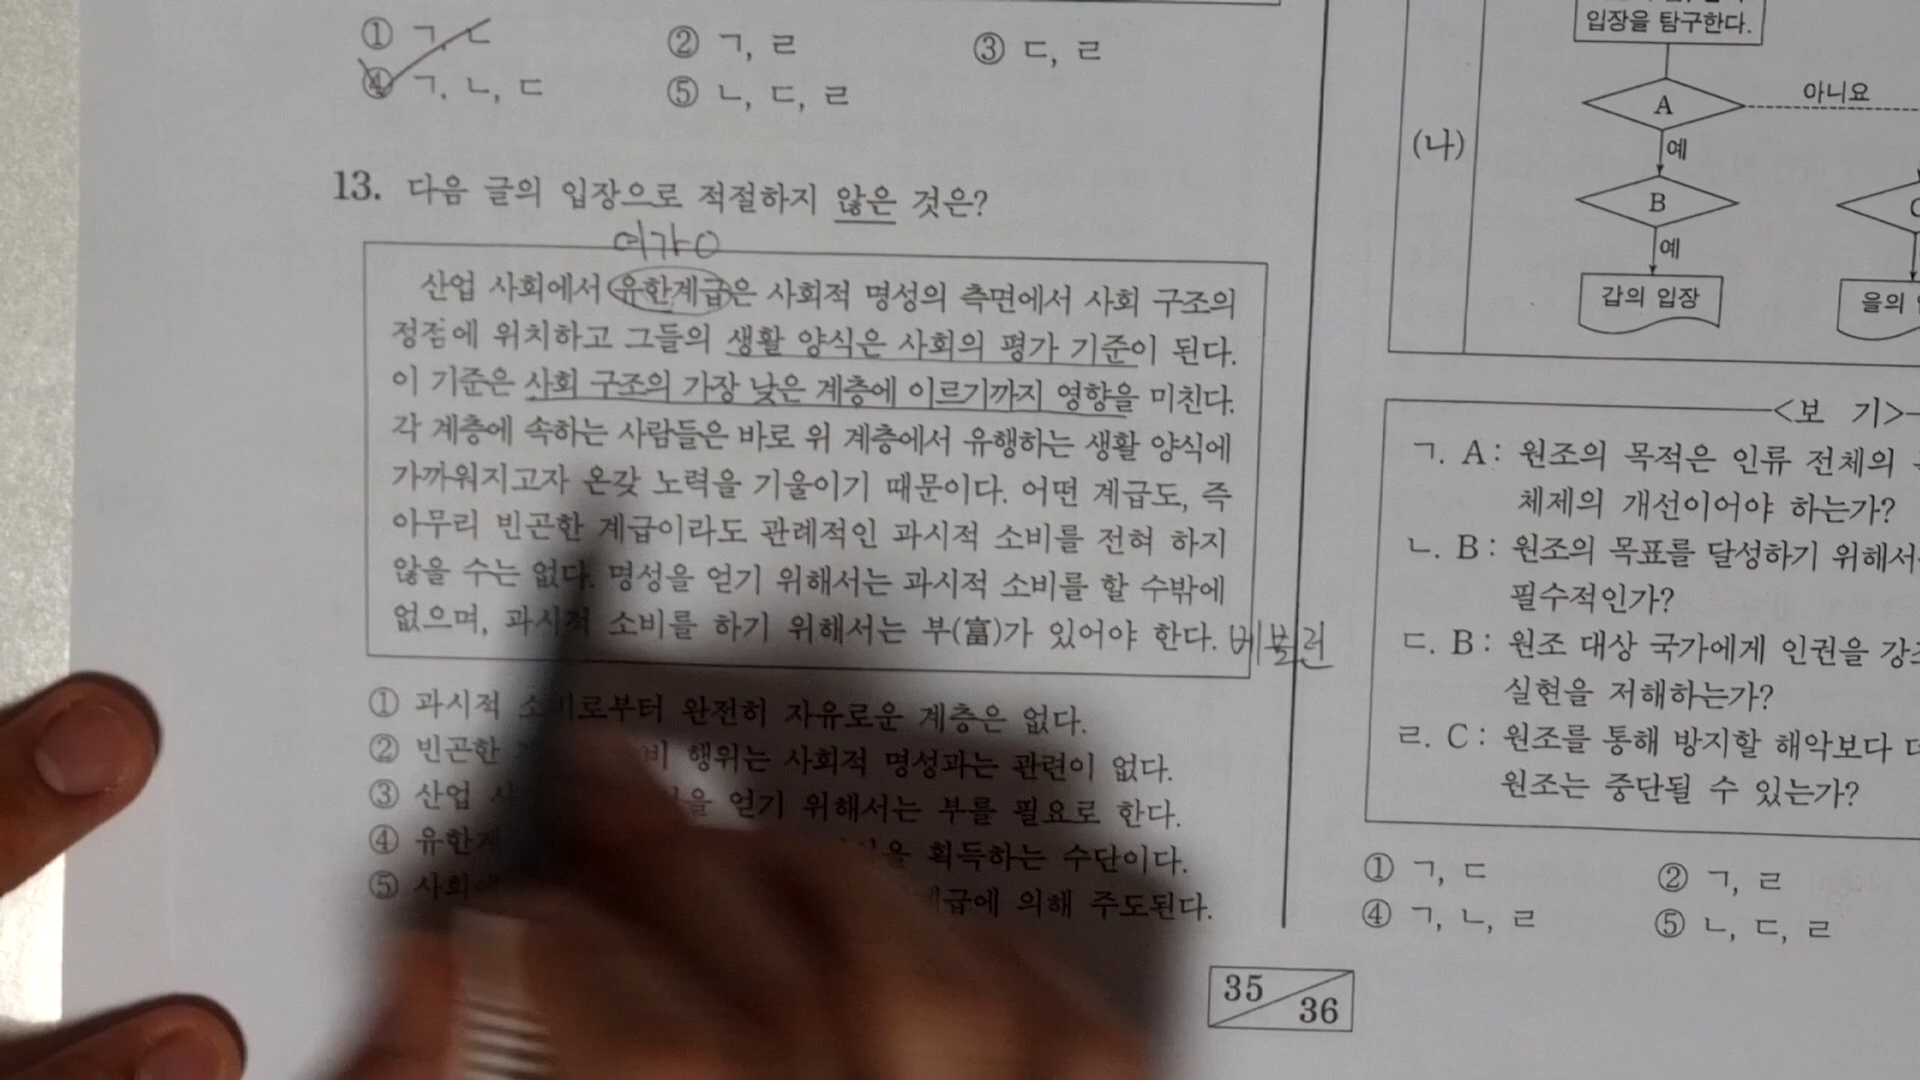 ① ㄱ, ㄷ ② ㄱ, ㄹ ③ ㄷ, ㄹ
④ ㄱ, ㄴ, ㄷ ⑤ ㄴ, ㄷ, ㄹ
13. 다음 글의 입장으로 적절하지 않은 것은?
여가O
산업 사회에서 유한계급은 사회적 명성의 측면에서 사회 구조의
정점에 위치하고 그들의 생활 양식은 사회의 평가 기준이 된다.
이 기준은 사회 구조의 가장 낮은 계층에 이르기까지 영향을 미친다.
각 계층에 속하는 사람들은 바로 위 계층에서 유행하는 생활 양식에
가까워지고자 온갖 노력을 기울이기 때문이다. 어떤 계급도, 즉
아무리 빈곤한 계급이라도 관례적인 과시적 소비를 전혀 하지
않을 수는 없다. 명성을 얻기 위해서는 과시적 소비를 할 수밖에
없으며, 과시적 소비를 하기 위해서는 부(富)가 있어야 한다. 베블런
① 과시적 소비로부터 완전히 자유로운 계층은 없다.
② 빈곤한 행위는 사회적 명성과는 관련이 없다.
③ 산업 얻기 위해서는 부를 필요로 한다.
④ 유한계 획득하는 수단이다.
⑤ 의해 주도된다.
35
36
입장을 탐구한다.
(나)
A
아니요
예
B
C
예
갑의 입장
을의
<보 기>
ㄱ. A: 원조의 목적은 인류 전체의
체제의 개선이어야 하는가?
ㄴ. B: 원조의 목표를 달성하기 위해서
필수적인가?
ㄷ. B: 원조 대상 국가에게 인권을
실현을 저해하는가?
ㄹ. C: 원조를 통해 방지할 해악보다
원조는 중단될 수 있는가?
① ㄱ, ㄷ ② ㄱ, ㄹ
④ ㄱ, ㄴ, ㄹ ⑤ ㄴ, ㄷ, ㄹ